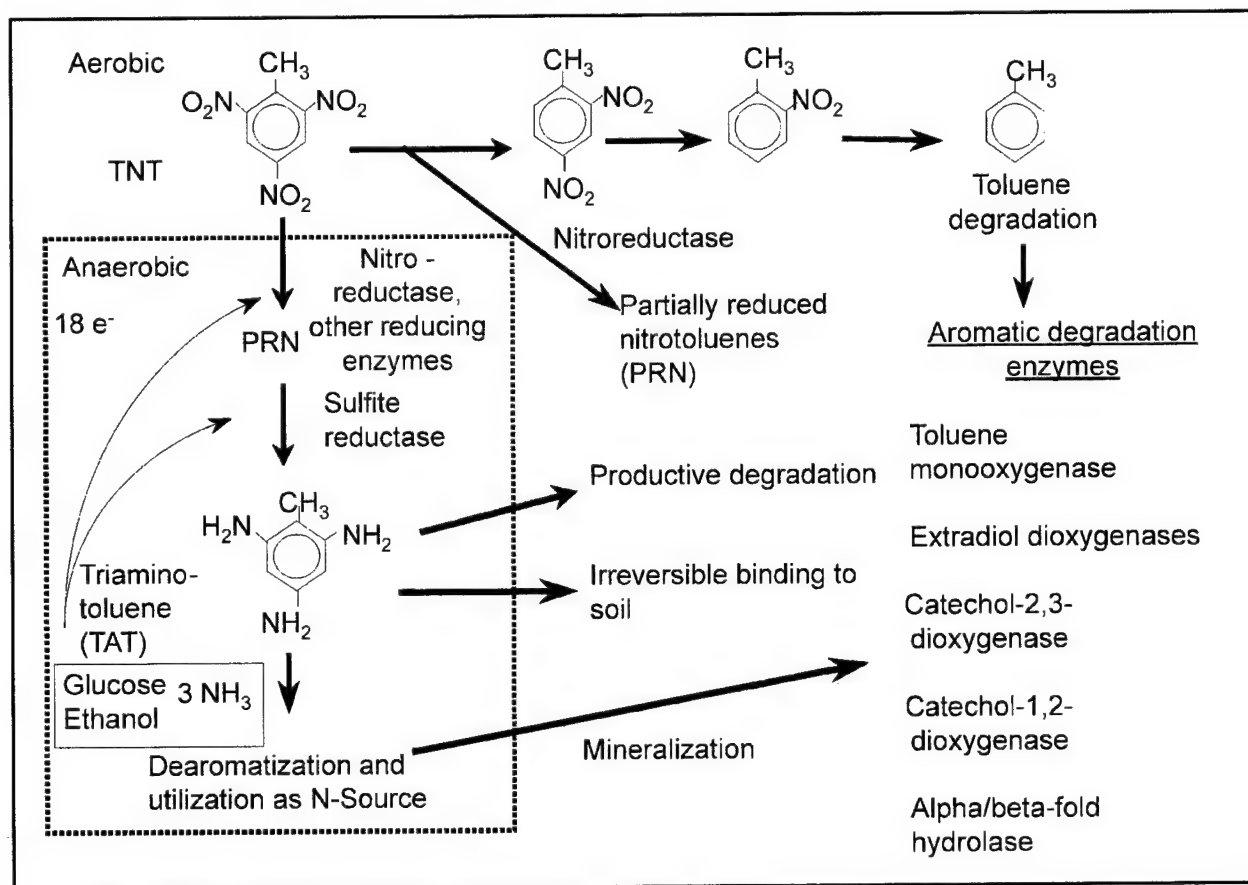 Aerobic
TNT
CH₃
O₂N
NO₂
NO₂
CH₃
NO₂
NO₂
CH₃
NO₂
CH₃
Toluene
degradation
Nitroreductase
Partially reduced
nitrotoluenes
(PRN)
Aromatic degradation
enzymes
Anaerobic
18 e⁻
Nitro -
reductase,
other reducing
enzymes
PRN
Sulfite
reductase
CH₃
H₂N
NH₂
NH₂
Triamino-
toluene
(TAT)
Glucose
Ethanol
3 NH₃
Dearomatization and
utilization as N-Source
Productive degradation
Irreversible binding to
soil
Mineralization
Toluene
monooxygenase
Extradiol dioxygenases
Catechol-2,3-
dioxygenase
Catechol-1,2-
dioxygenase
Alpha/beta-fold
hydrolase